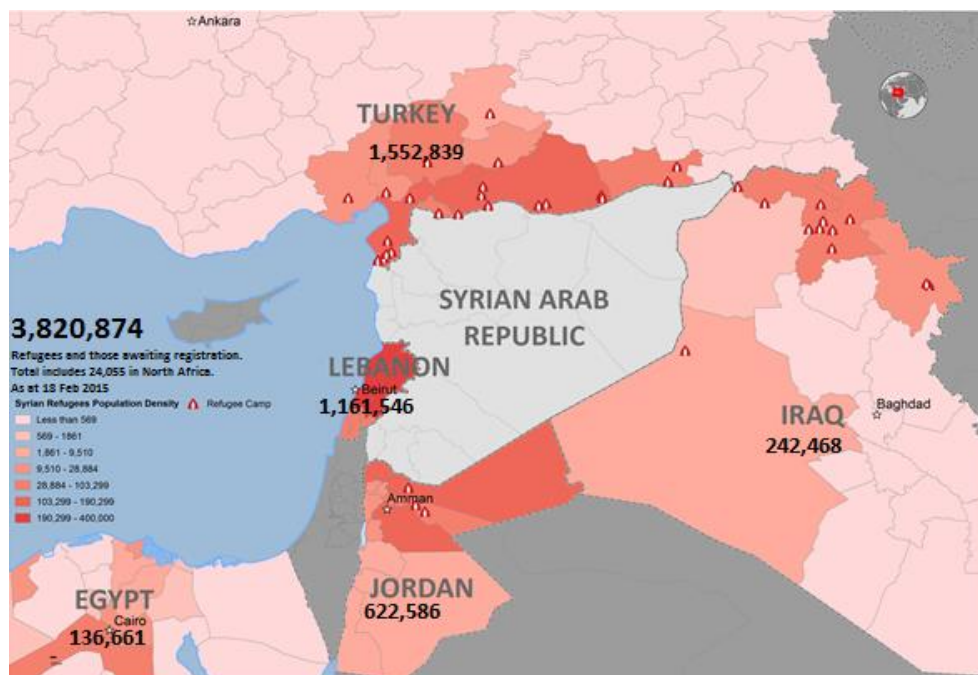 Ankara
TURKEY
1,552,839
SYRIAN ARAB
REPUBLIC
3,820,874
Refugees and those awaiting registration.
Total includes 24,055 in North Africa.
As at 18 Feb 2015
LEBANON
Beirut
1,161,546
Syrian Refugees Population Density
Refugee Camp
Less than 569
569 - 1861
1,861 - 9,510
9,510 - 28,884
28,884 - 103,299
103,299 - 190,299
190,299 - 400,000
IRAQ
Baghdad
242,468
Amman
JORDAN
622,586
EGYPT
Cairo
136,661